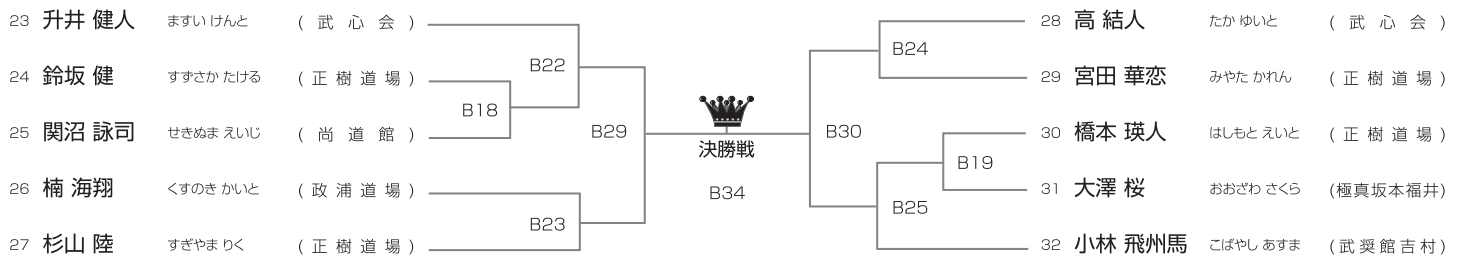 23 升井 健人 ますい けんと (武心会)
24 鈴坂 健 すずさか たける (正樹道場)
25 関沼 詠司 せきぬま えいじ (尚道館)
26 楠 海翔 くすのき かいと (政浦道場)
27 杉山 陸 すぎやま りく (正樹道場)
B22
B18
B29
B23
決勝戦
B34
B24
B30
B19
B25
28 高 結人 たか ゆいと (武心会)
29 宮田 華恋 みやた かれん (正樹道場)
30 橋本 瑛人 はしもと えいと (正樹道場)
31 大澤 桜 おおざわ さくら (極真坂本福井)
32 小林 飛州馬 こばやし あすま (武奨館吉村)